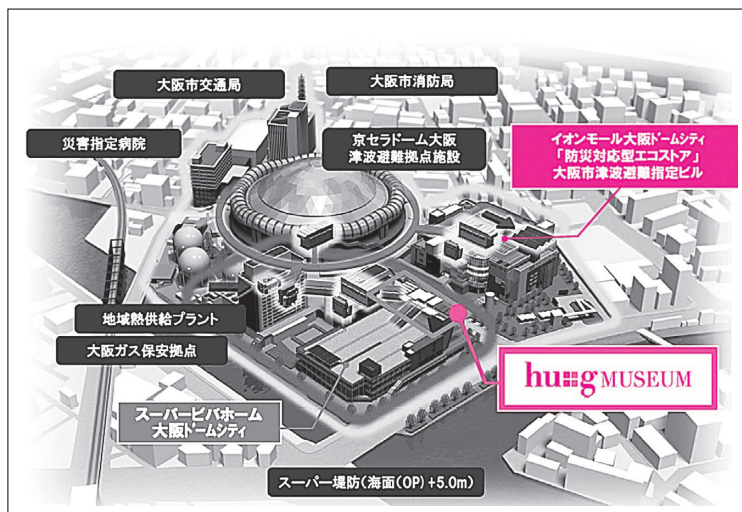 大阪市交通局
大阪市消防局
災害指定病院
京セラドーム大阪
津波避難拠点施設
イオンモール大阪ドームシティ
「防災対応型エコストア」
大阪市津波避難指定ビル
地域熱供給プラント
大阪ガス保安拠点
hu+gMUSEUM
スーパービバホーム
大阪ドームシティ
スーパー堤防(海面(OP)+5.0m)